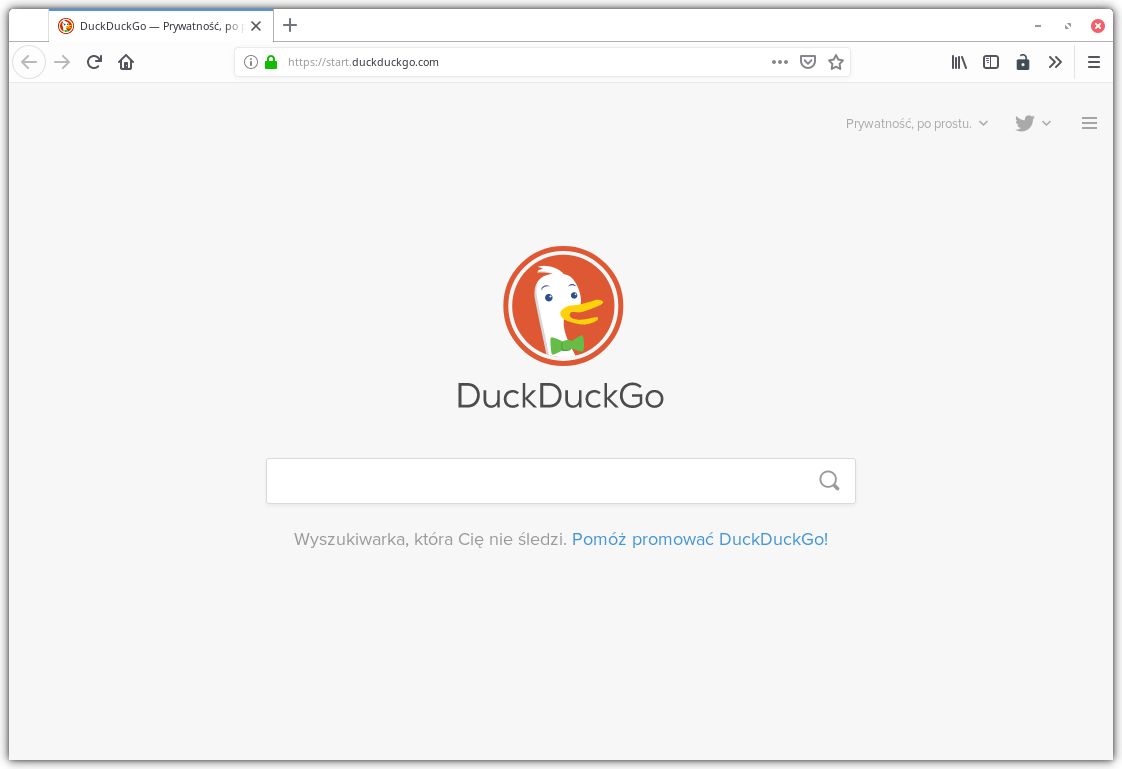 DuckDuckGo — Prywatność, po
https://start.duckduckgo.com
Prywatność, po prostu.
DuckDuckGo
Wyszukiwarka, która Cię nie śledzi. Pomóż promować DuckDuckGo!